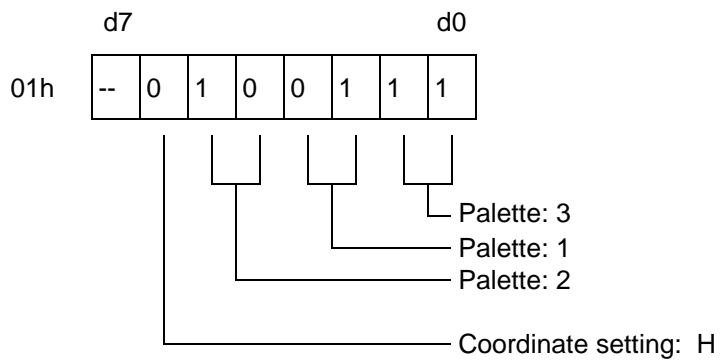 d7 d0
01h -- 0 1 0 0 1 1 1
Palette: 3
Palette: 1
Palette: 2
Coordinate setting: H